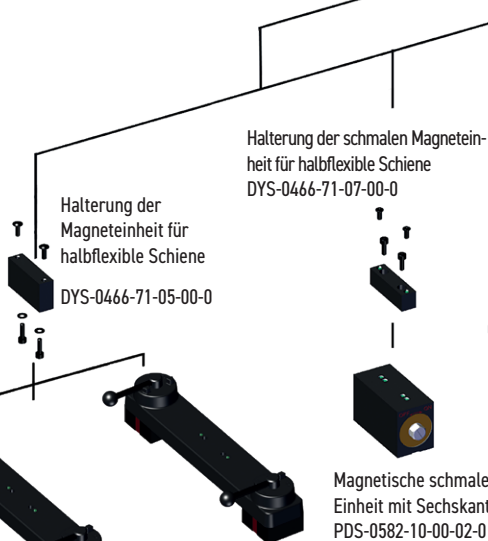 Halterung der schmalen Magnetein-
heit für halbflexible Schiene
DYS-0466-71-07-00-0
Halterung der
Magneteinheit für
halbflexible Schiene
DYS-0466-71-05-00-0
Magnetische schmale
Einheit mit Sechskant
PDS-0582-10-00-02-0